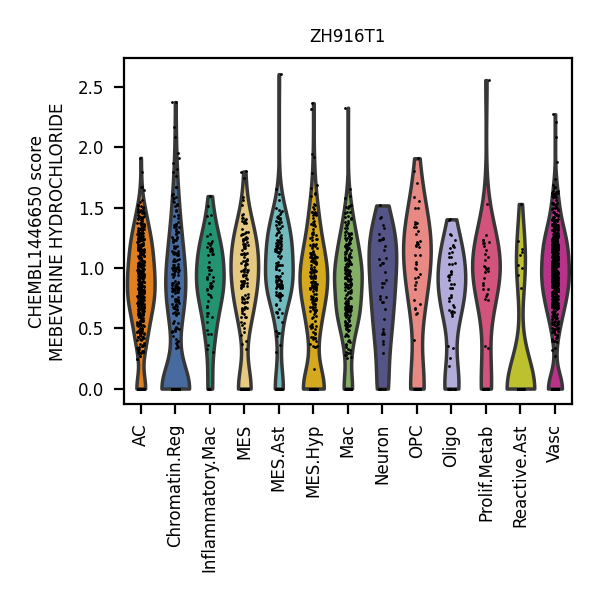 ZH916T1
CHEMBL1446650 score
MEBEVERINE HYDROCHLORIDE
2.5
2.0
1.5
1.0
0.5
0.0
AC
Chromatin.Reg
Inflammatory.Mac
MES
MES.Ast
MES.Hyp
Mac
Neuron
OPC
Oligo
Prolif.Metab
Reactive.Ast
Vasc